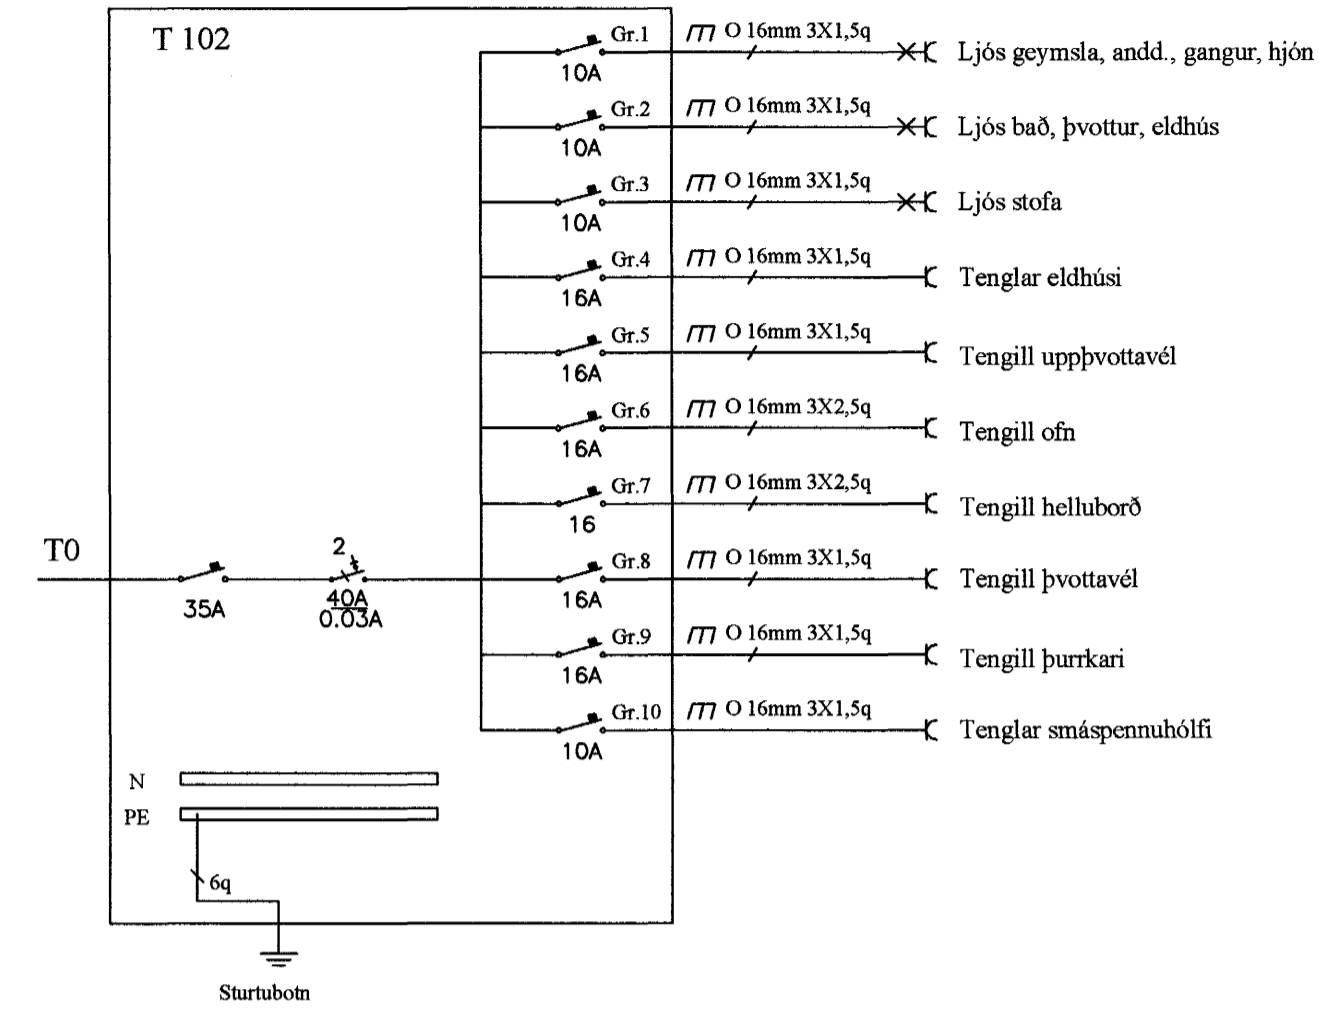 T 102
Gr.1 O 16mm 3X1,5q
10A
Ljós geymsla, andd., gangur, hjón
Gr.2 O 16mm 3X1,5q
10A
Ljós bað, þvottur, eldhús
Gr.3 O 16mm 3X1,5q
10A
Ljós stofa
Gr.4 O 16mm 3X1,5q
16A
Tenglar eldhúsi
Gr.5 O 16mm 3X1,5q
16A
Tengill uppþvottavél
Gr.6 O 16mm 3X2,5q
16A
Tengill ofn
Gr.7 O 16mm 3X2,5q
16
Tengill helluborð
T0
35A
2
40A
0.03A
Gr.8 O 16mm 3X1,5q
16A
Tengill þvottavél
Gr.9 O 16mm 3X1,5q
16A
Tengill þurrkari
Gr.10 O 16mm 3X1,5q
10A
Tenglar smáspennuhólfi
N
PE
6q
Sturtubotn